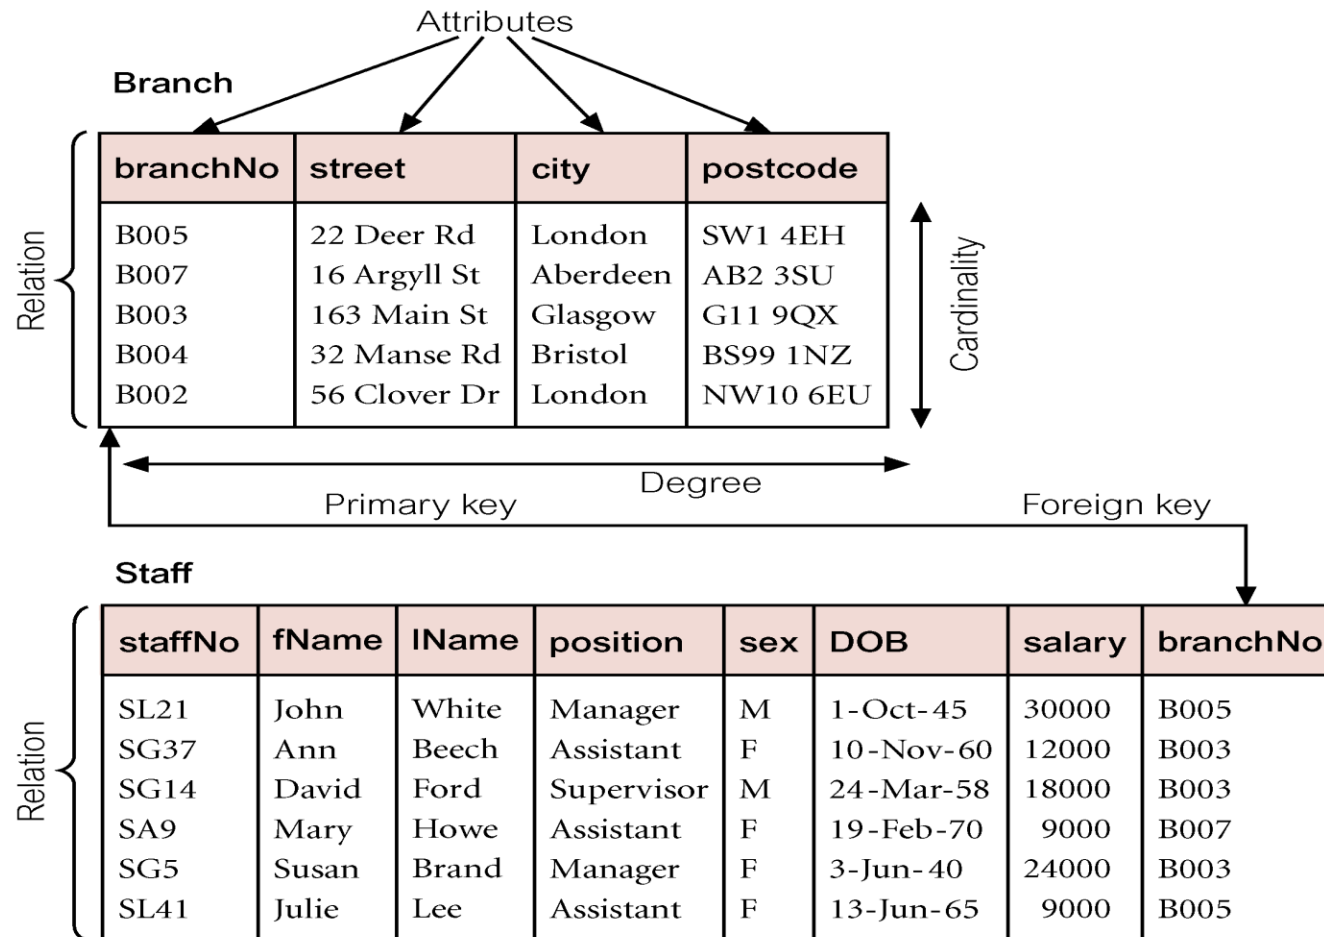 Attributes
Branch
branchNo street city postcode
B005 22 Deer Rd London SW1 4EH
B007 16 Argyll St Aberdeen AB2 3SU
B003 163 Main St Glasgow G11 9QX
B004 32 Manse Rd Bristol BS99 1NZ
B002 56 Clover Dr London NW10 6EU
Relation
Cardinality
Degree
Primary key Foreign key
Staff
staffNo fName lName position sex DOB salary branchNo
SL21 John White Manager M 1-Oct-45 30000 B005
SG37 Ann Beech Assistant F 10-Nov-60 12000 B003
SG14 David Ford Supervisor M 24-Mar-58 18000 B003
SA9 Mary Howe Assistant F 19-Feb-70 9000 B007
SG5 Susan Brand Manager F 3-Jun-40 24000 B003
SL41 Julie Lee Assistant F 13-Jun-65 9000 B005
Relation